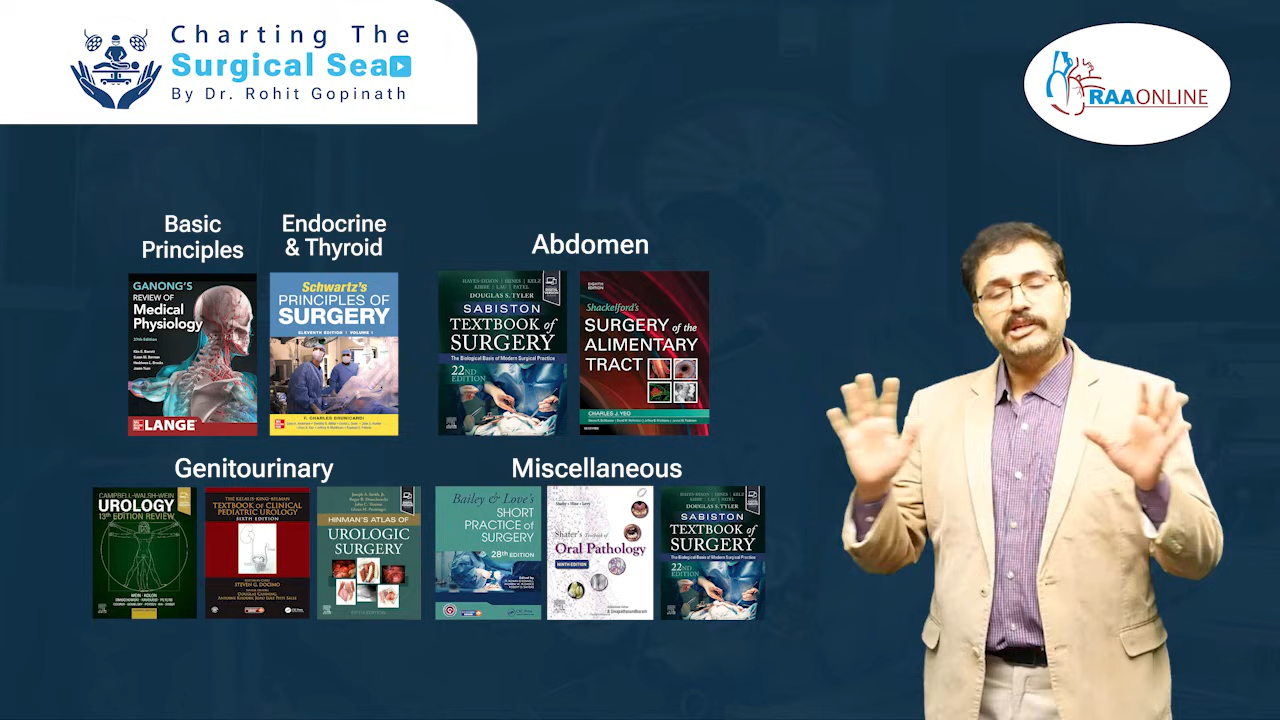 Charting The
Surgical Sea
By Dr. Rohit Gopinath
RAAONLINE
Basic
Principles
Endocrine
& Thyroid
Abdomen
GANONG'S
REVIEW OF
Medical
Physiology
LANGE
Schwartz's
PRINCIPLES OF
SURGERY
ELEVENTH EDITION | VOLUME 1
F. CHARLES BRUNICARDI
DOUGLAS S. TYLER
SABISTON
TEXTBOOK of
SURGERY
The Biological Basis of Modern Surgical Practice
22ND
EDITION
EIGHTH
EDITION
Shackelford's
SURGERY of the
ALIMENTARY
TRACT
CHARLES J. YEO
Genitourinary
Miscellaneous
CAMPBELL-WALSH-WEIN
UROLOGY
13TH EDITION REVIEW
THE KELALIS-KING-BELMAN
TEXTBOOK OF CLINICAL
PEDIATRIC UROLOGY
SIXTH EDITION
STEVEN G. DOCIMO
HINMAN'S ATLAS OF
UROLOGIC
SURGERY
Bailey & Love's
SHORT
PRACTICE of
SURGERY
28th EDITION
Shafer's Textbook of
Oral Pathology
NINTH EDITION
DOUGLAS S. TYLER
SABISTON
TEXTBOOK of
SURGERY
The Biological Basis of Modern Surgical Practice
22ND
EDITION